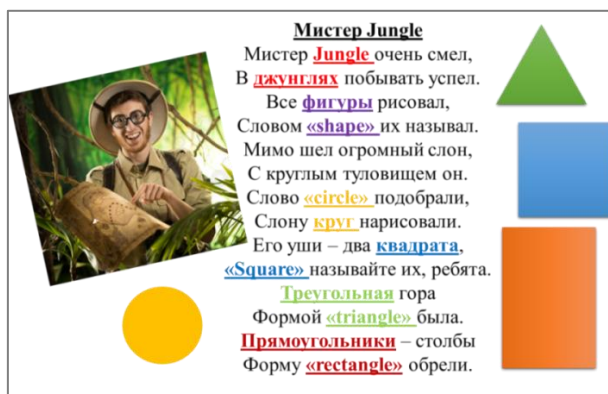 Мистер Jungle
Мистер Jungle очень смел,
В джунглях побывать успел.
Все фигуры рисовал,
Словом «shape» их называл.
Мимо шел огромный слон,
С круглым туловищем он.
Слово «circle» подобрали,
Слону круг нарисовали.
Его уши – два квадрата,
«Square» называйте их, ребята.
Треугольная гора
Формой «triangle» была.
Прямоугольники – столбы
Форму «rectangle» обрели.